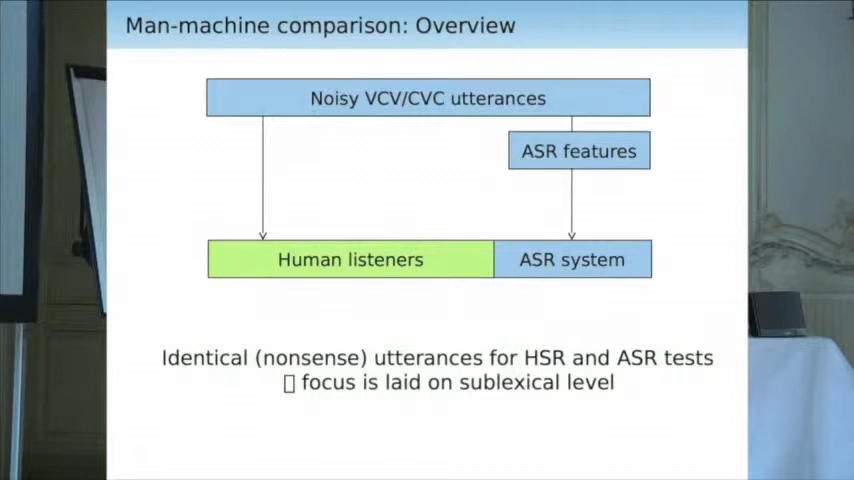 Man-machine comparison: Overview
Noisy VCV/CVC utterances
ASR features
Human listeners
ASR system
Identical (nonsense) utterances for HSR and ASR tests
▯ focus is laid on sublexical level